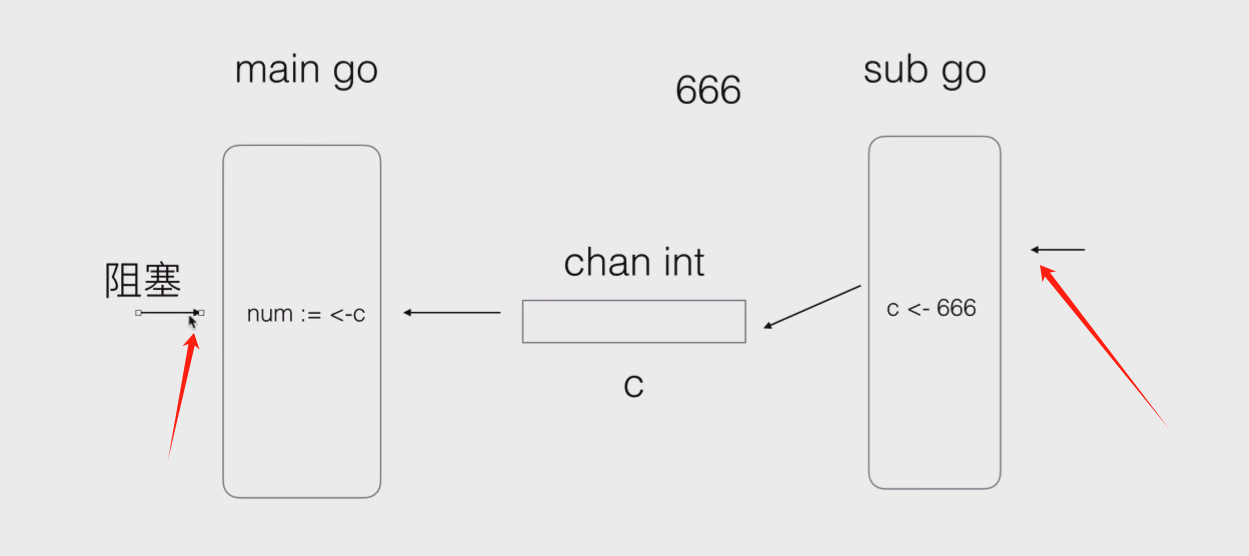 main go
666
sub go
chan int
阻塞
num := <-c
c <- 666
c